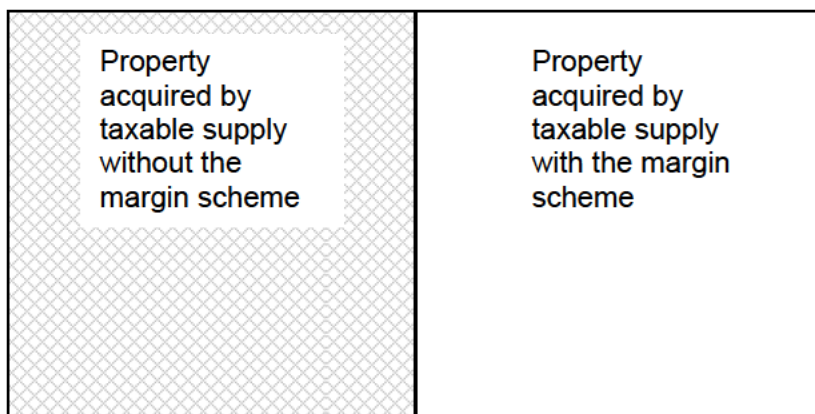 Property
acquired by
taxable supply
without the
margin scheme
Property
acquired by
taxable supply
with the margin
scheme